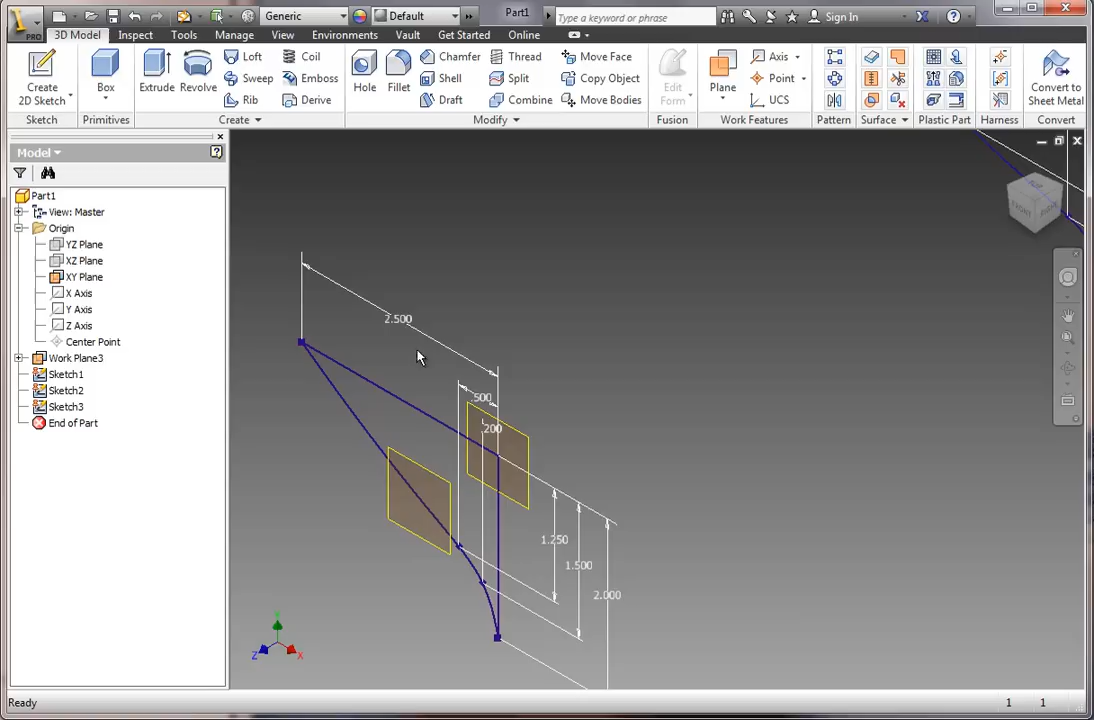 Generic
Default
Part1
Type a keyword or phrase
Sign In
PRO
3D Model
Inspect
Tools
Manage
View
Environments
Vault
Get Started
Online
Create
2D Sketch
Box
Extrude
Revolve
Loft
Sweep
Rib
Coil
Emboss
Derive
Hole
Fillet
Chamfer
Shell
Draft
Thread
Split
Combine
Move Face
Copy Object
Move Bodies
Edit
Form
Plane
Axis
Point
UCS
Convert to
Sheet Metal
Sketch
Primitives
Create
Modify
Fusion
Work Features
Pattern
Surface
Plastic Part
Harness
Convert
Model
Part1
View: Master
Origin
YZ Plane
XZ Plane
XY Plane
X Axis
Y Axis
Z Axis
Center Point
Work Plane3
Sketch1
Sketch2
Sketch3
End of Part
2.500
.500
.200
1.250
1.500
2.000
Z
X
Ready
1
1